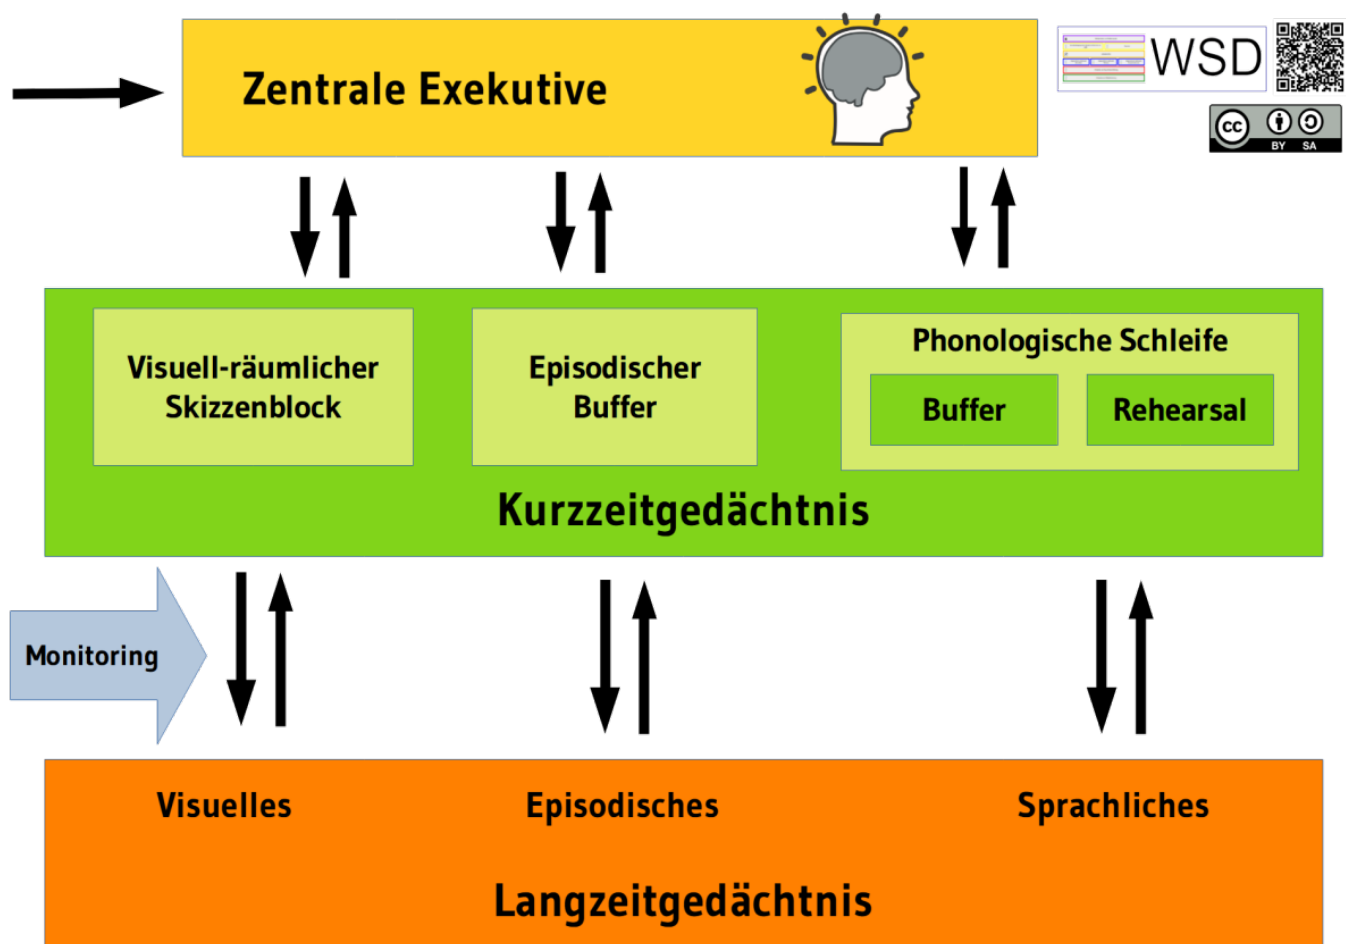 Zentrale Exekutive
WSD
cc
BY SA
Visuell-räumlicher
Skizzenblock
Episodischer
Buffer
Phonologische Schleife
Buffer
Rehearsal
Kurzzeitgedächtnis
Monitoring
Visuelles
Episodisches
Sprachliches
Langzeitgedächtnis